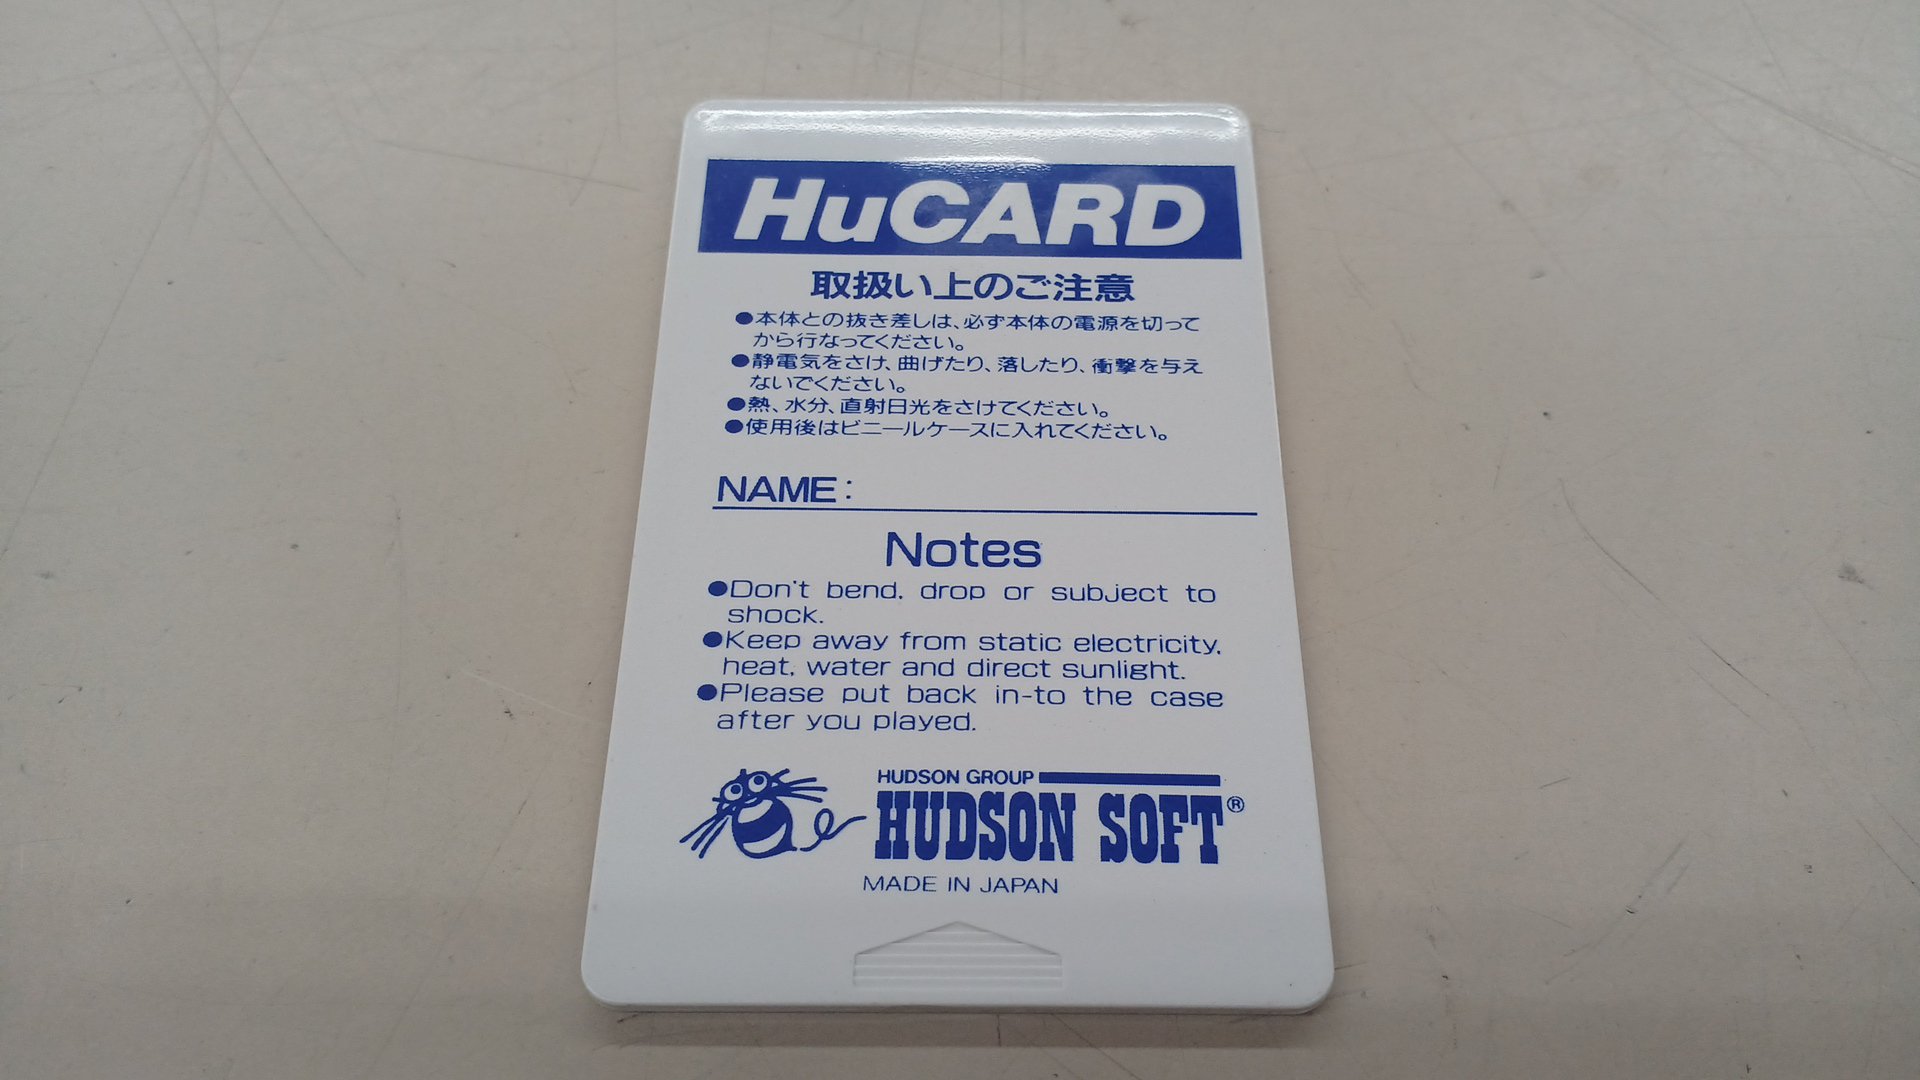 HuCARD
取扱い上のご注意
●本体との抜き差しは、必ず本体の電源を切って
から行なってください。
●静電気をさけ、曲げたり、落したり、衝撃を与え
ないでください。
●熱、水分、直射日光をさけてください。
●使用後はビニールケースに入れてください。
NAME:
Notes
●Don't bend, drop or subject to
shock.
●Keep away from static electricity,
heat, water and direct sunlight.
●Please put back in-to the case
after you played.
HUDSON GROUP
HUDSON SOFT®
MADE IN JAPAN